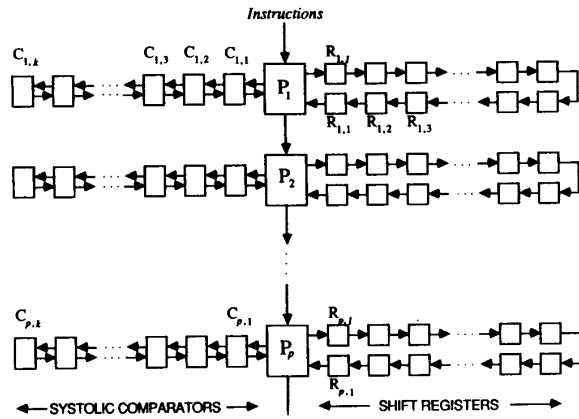 Instructions
C1,k C1,3 C1,2 C1,1 R1,l
P1
R1,1 R1,2 R1,3
P2
Cp,k Cp,1 Rp,l
Pp
Rp,1
SYSTOLIC COMPARATORS SHIFT REGISTERS